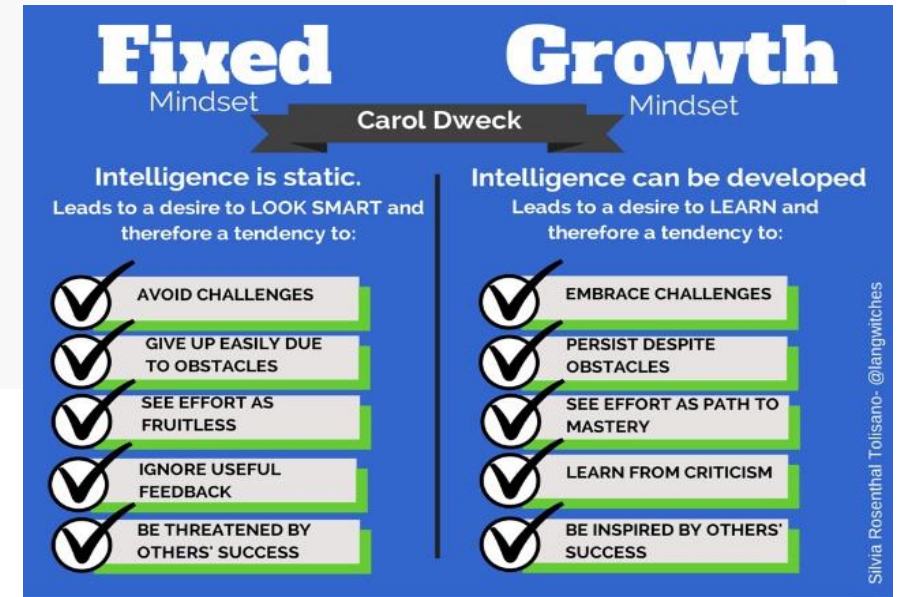 Fixed
Mindset
Growth
Mindset
Carol Dweck
Intelligence is static.
Leads to a desire to LOOK SMART and
therefore a tendency to:
AVOID CHALLENGES
GIVE UP EASILY DUE
TO OBSTACLES
SEE EFFORT AS
FRUITLESS
IGNORE USEFUL
FEEDBACK
BE THREATENED BY
OTHERS' SUCCESS
Intelligence can be developed
Leads to a desire to LEARN and
therefore a tendency to:
EMBRACE CHALLENGES
PERSIST DESPITE
OBSTACLES
SEE EFFORT AS PATH TO
MASTERY
LEARN FROM CRITICISM
BE INSPIRED BY OTHERS'
SUCCESS
Silvia Rosenthal Tolisano- @langwitches